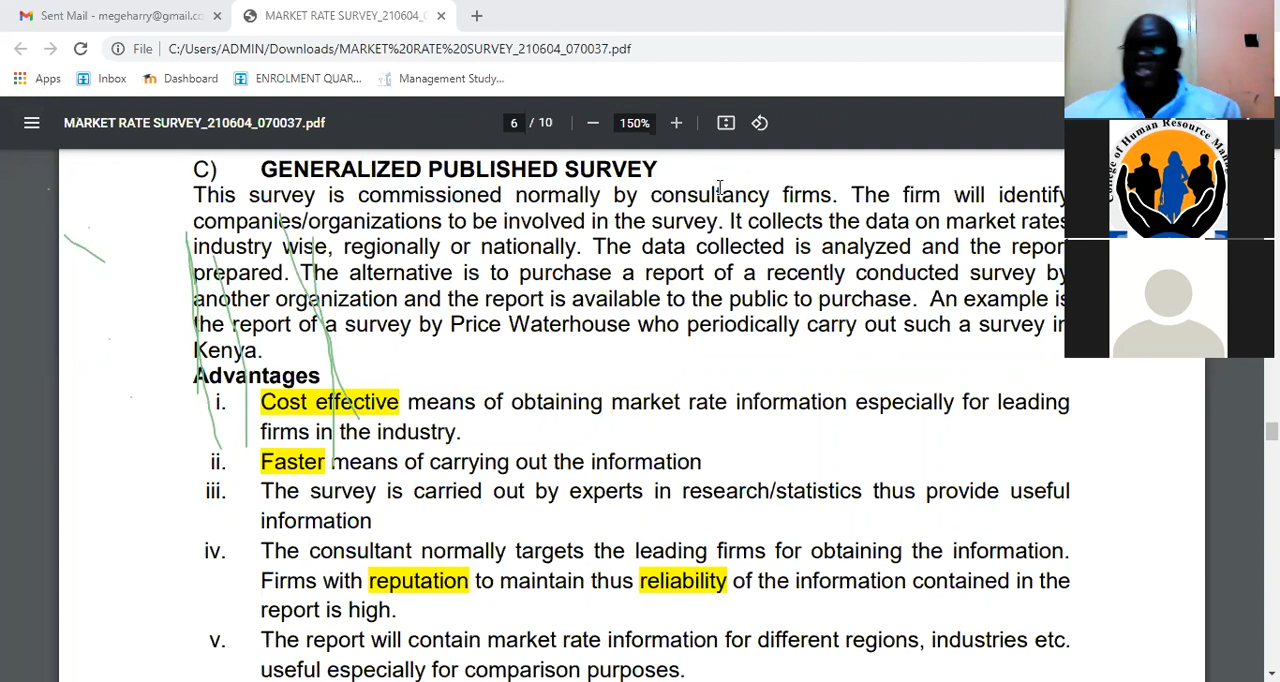 Sent Mail - megeharry@gmail.co
MARKET RATE SURVEY_210604_0
File C:/Users/ADMIN/Downloads/MARKET%20RATE%20SURVEY_210604_070037.pdf
Apps Inbox Dashboard ENROLMENT QUAR... Management Study...
MARKET RATE SURVEY_210604_070037.pdf 6 / 10 150%
College of Human Resource Mana
C) GENERALIZED PUBLISHED SURVEY
This survey is commissioned normally by consultancy firms. The firm will identify
companies/organizations to be involved in the survey. It collects the data on market rates
industry wise, regionally or nationally. The data collected is analyzed and the repor
prepared. The alternative is to purchase a report of a recently conducted survey by
another organization and the report is available to the public to purchase. An example is
the report of a survey by Price Waterhouse who periodically carry out such a survey in
Kenya.
Advantages
i. Cost effective means of obtaining market rate information especially for leading
firms in the industry.
ii. Faster means of carrying out the information
iii. The survey is carried out by experts in research/statistics thus provide useful
information
iv. The consultant normally targets the leading firms for obtaining the information.
Firms with reputation to maintain thus reliability of the information contained in the
report is high.
v. The report will contain market rate information for different regions, industries etc.
useful especially for comparison purposes.